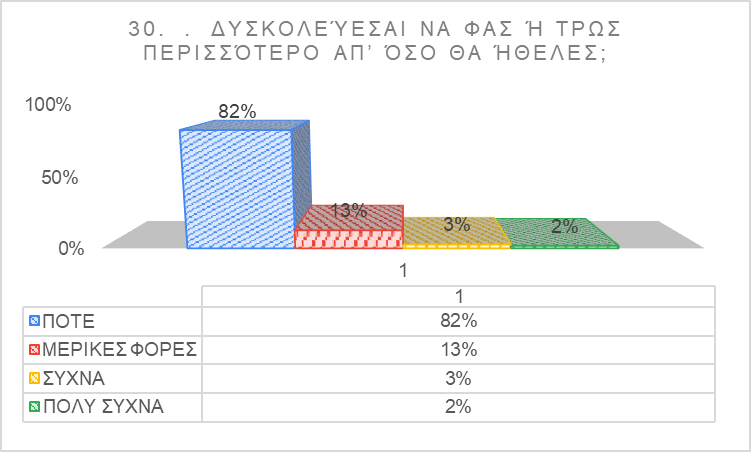 30. . ΔΥΣΚΟΛΕΎΕΣΑΙ ΝΑ ΦΑΣ Ή ΤΡΩΣ
ΠΕΡΙΣΣΌΤΕΡΟ ΑΠ’ ΌΣΟ ΘΑ ΉΘΕΛΕΣ;
100%
82%
50%
13%
3%
2%
0%
1
1
ΠΟΤΕ 82%
ΜΕΡΙΚΕΣ ΦΟΡΕΣ 13%
ΣΥΧΝΑ 3%
ΠΟΛΥ ΣΥΧΝΑ 2%